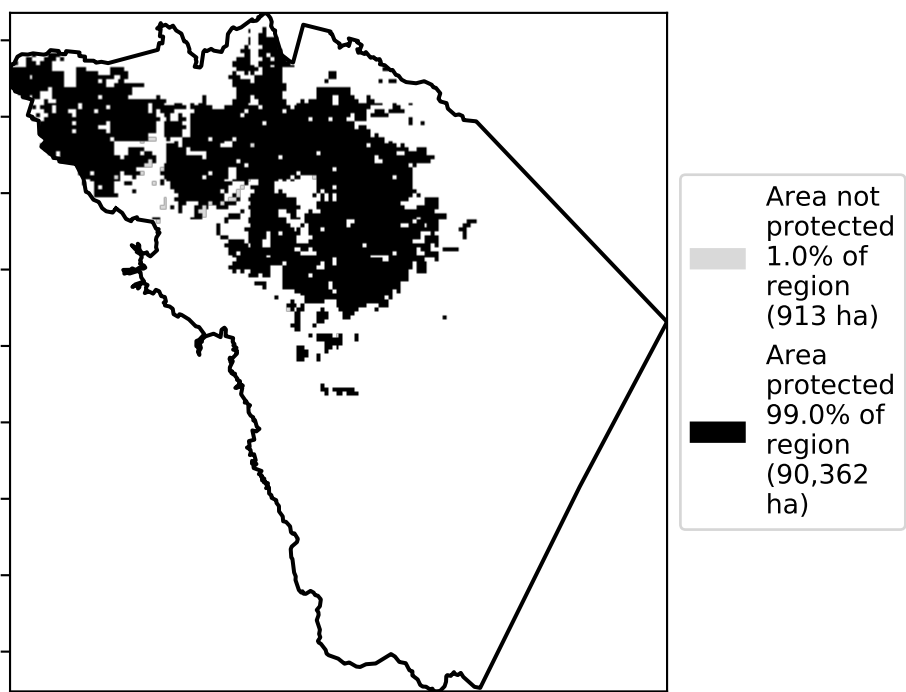 Area not
protected
1.0% of
region
(913 ha)
Area
protected
99.0% of
region
(90,362
ha)